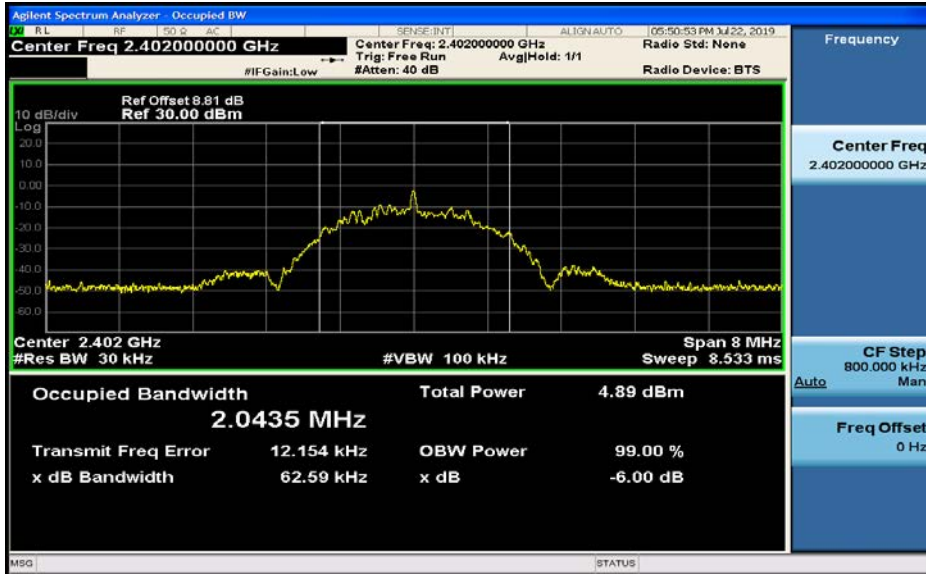 Agilent Spectrum Analyzer - Occupied BW
RL RF 50 Ω AC SENSE:INT ALIGN AUTO 05:50:53 PM Jul 22, 2019
Center Freq 2.402000000 GHz
Center Freq: 2.402000000 GHz Radio Std: None
Trig: Free Run Avg|Hold: 1/1
#IFGain:Low #Atten: 40 dB Radio Device: BTS
Frequency
Ref Offset 8.81 dB
10 dB/div Ref 30.00 dBm
Log
20.0
10.0
0.00
-10.0
-20.0
-30.0
-40.0
-50.0
-60.0
Center 2.402 GHz Span 8 MHz
#Res BW 30 kHz #VBW 100 kHz Sweep 8.533 ms
Center Freq
2.402000000 GHz
CF Step
800.000 kHz
Auto Man
Freq Offset
0 Hz
Occupied Bandwidth Total Power 4.89 dBm
2.0435 MHz
Transmit Freq Error 12.154 kHz OBW Power 99.00 %
x dB Bandwidth 62.59 kHz x dB -6.00 dB
MSG STATUS